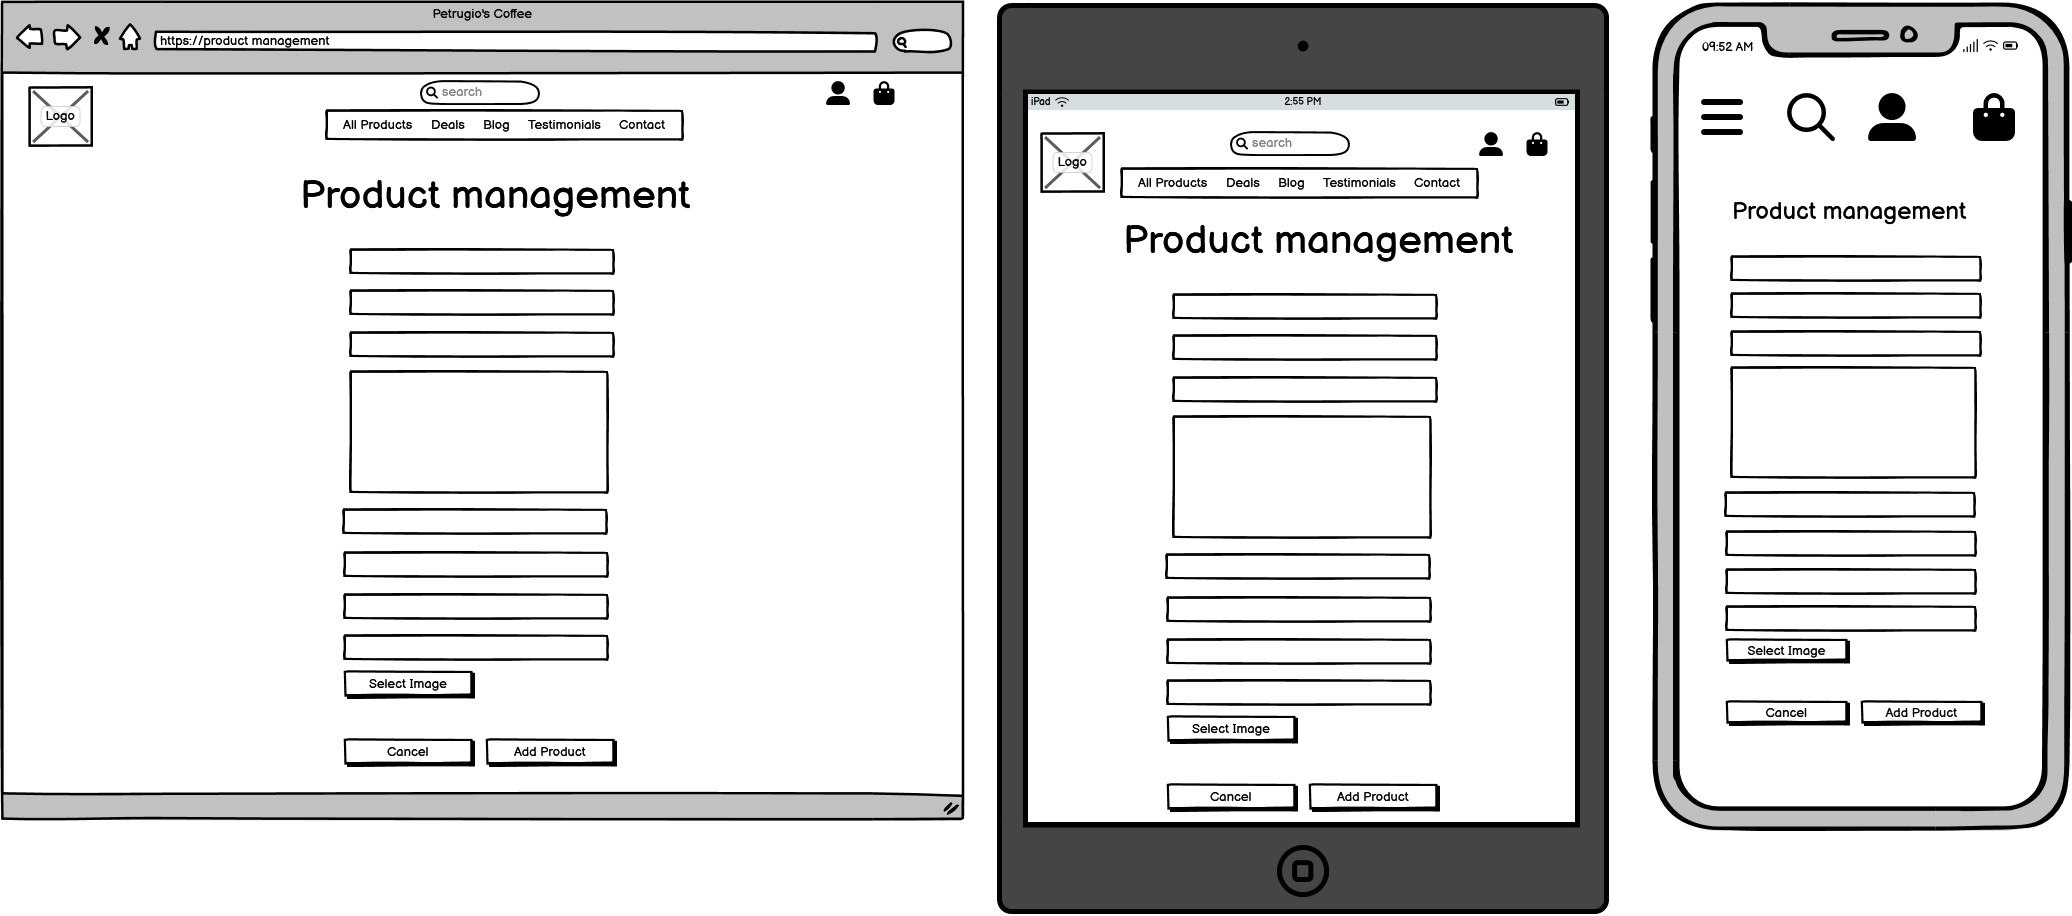 Petrugio's Coffee
https://product management
search
Logo
All Products Deals Blog Testimonials Contact
Product management
Select Image
Cancel Add Product
iPad 2:55 PM
search
Logo
All Products Deals Blog Testimonials Contact
Product management
Select Image
Cancel Add Product
09:52 AM
Product management
Select Image
Cancel Add Product